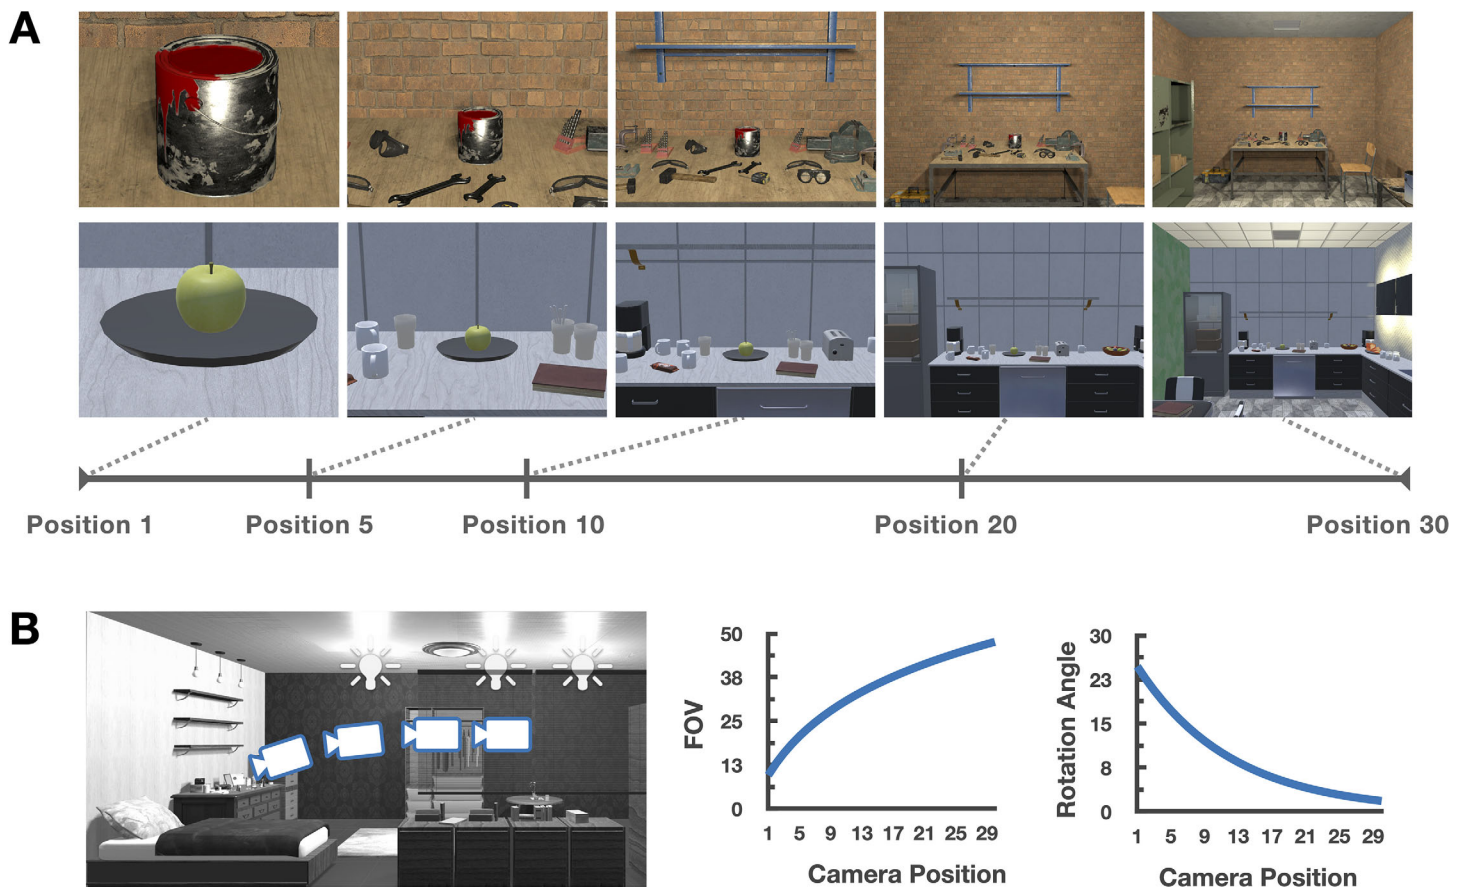 A
Position 1
Position 5
Position 10
Position 20
Position 30
B
FOV
50
38
25
13
0
1 5 9 13 17 21 25 29
Camera Position
Rotation Angle
30
23
15
8
0
1 5 9 13 17 21 25 29
Camera Position